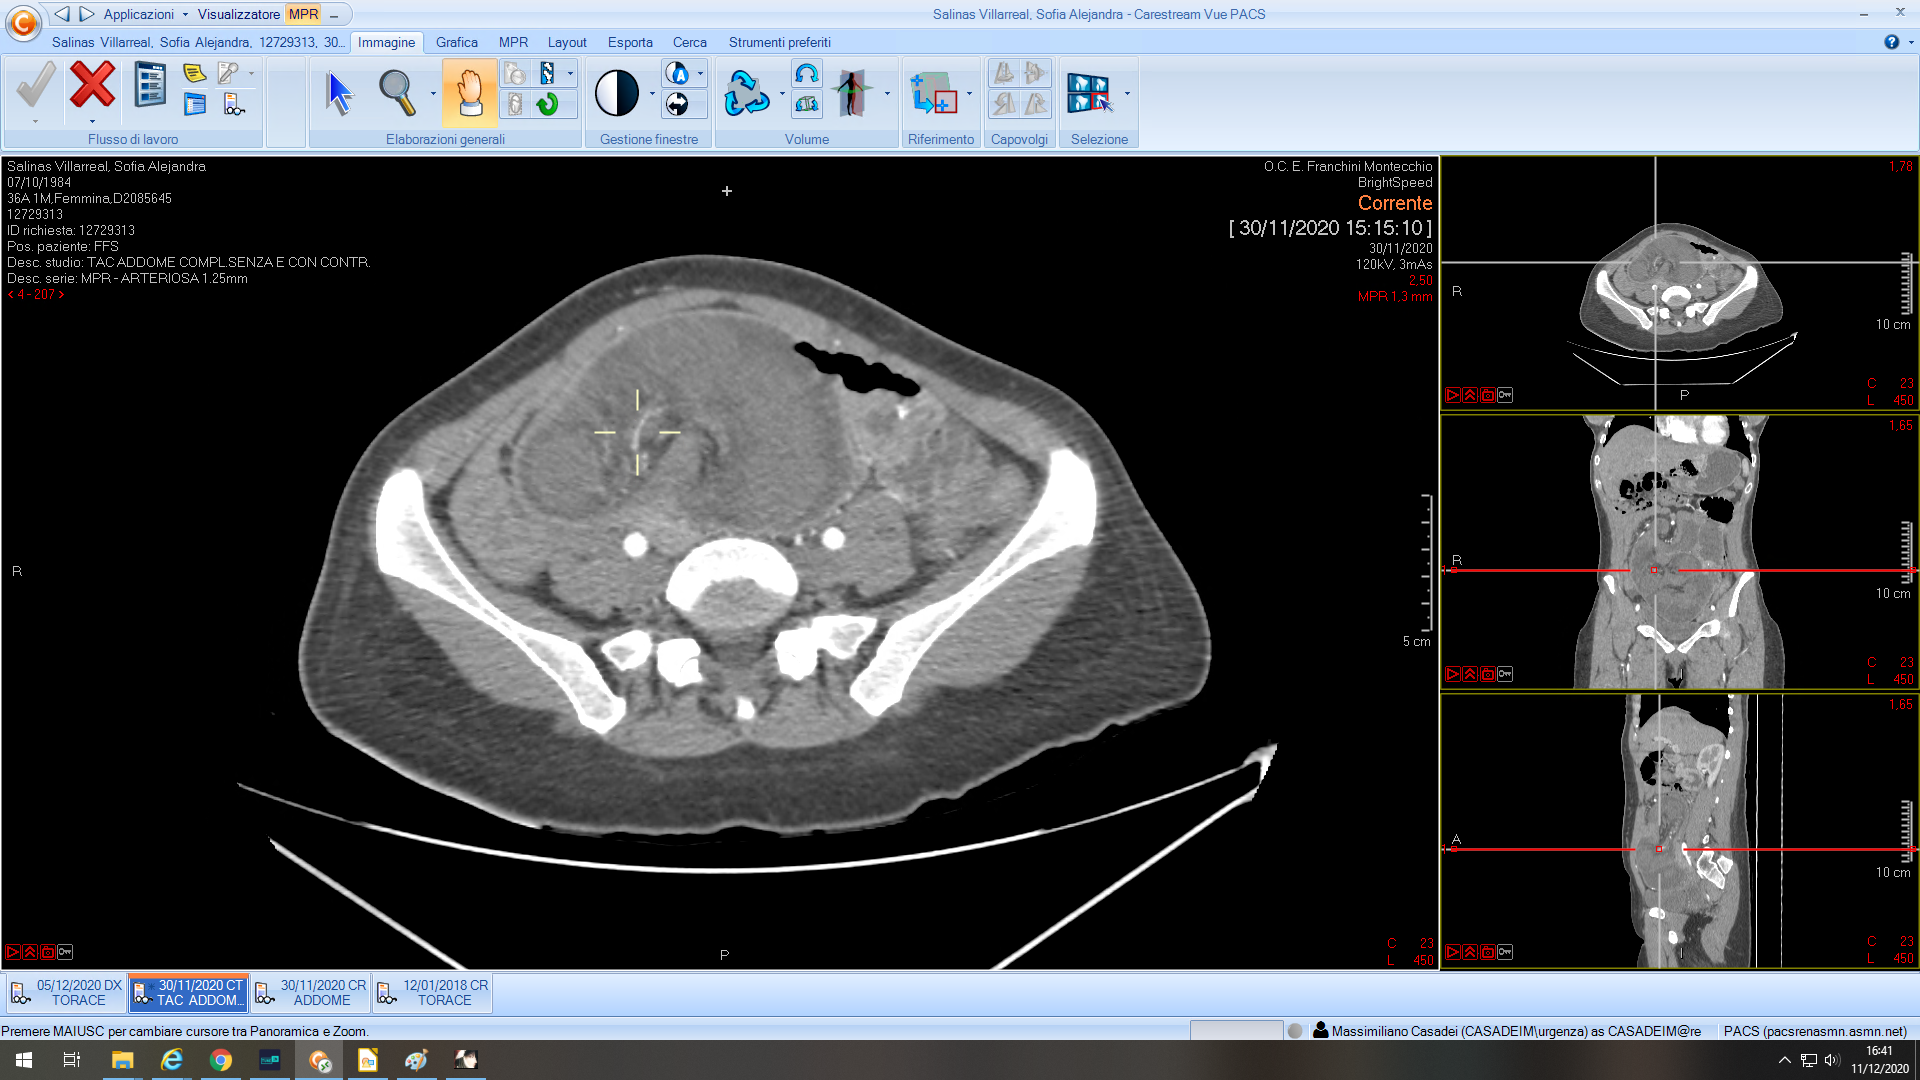 Applicazioni Visualizzatore MPR
Salinas Villarreal, Sofia Alejandra - Carestream Vue PACS
Salinas Villarreal, Sofia Alejandra, 12729313, 30... Immagine Grafica MPR Layout Esporta Cerca Strumenti preferiti
Flusso di lavoro Elaborazioni generali Gestione finestre Volume Riferimento Capovolgi Selezione
Salinas Villarreal, Sofia Alejandra
07/10/1984
36A 1M,Femmina,D2085645
12729313
ID richiesta: 12729313
Pos. paziente: FFS
Desc. studio: TAC ADDOME COMPL.SENZA E CON CONTR.
Desc. serie: MPR - ARTERIOSA 1.25mm
< 4 - 207 >
O.C. E. Franchini Montecchio
BrightSpeed
Corrente
[ 30/11/2020 15:15:10 ]
30/11/2020
120kV, 3mAs
2.50
MPR 1,3 mm
R
5 cm
P
C 23
L 450
1,78
R
10 cm
P
C 23
L 450
1,65
R
10 cm
C 23
L 450
1,65
A
10 cm
C 23
L 450
05/12/2020 DX
TORACE
30/11/2020 CT
TAC ADDOM...
30/11/2020 CR
ADDOME
12/01/2018 CR
TORACE
Premere MAIUSC per cambiare cursore tra Panoramica e Zoom.
Massimiliano Casadei (CASADEIM\urgenza) as CASADEIM@re
PACS (pacsrenasmn.asmn.net)
16:41
11/12/2020